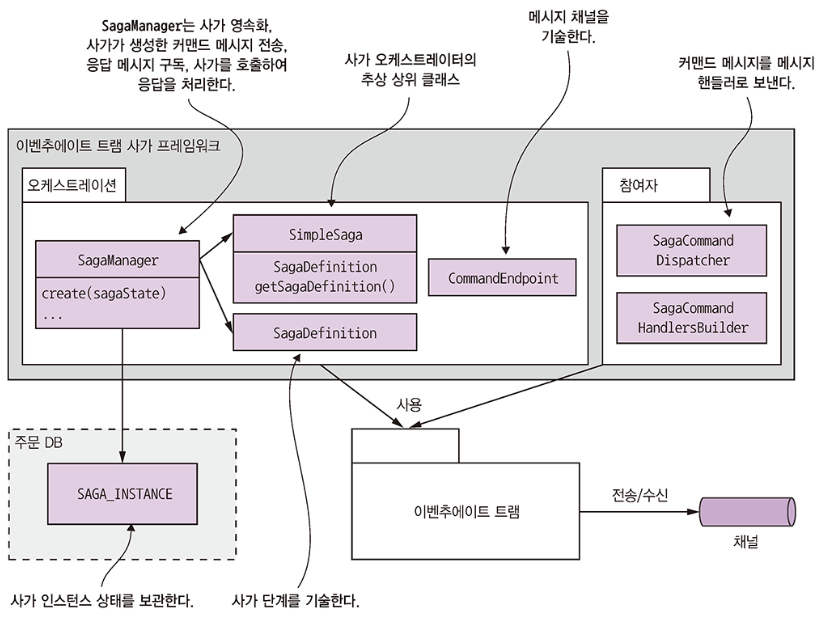 SagaManager는 사가 영속화,
사가가 생성한 커맨드 메시지 전송,
응답 메시지 구독, 사가를 호출하여
응답을 처리한다.
사가 오케스트레이터의
추상 상위 클래스
메시지 채널을
기술한다.
커맨드 메시지를 메시지
핸들러로 보낸다.
이벤추에이트 트램 사가 프레임워크
오케스트레이션
참여자
SagaManager
create(sagaState)
...
SimpleSaga
SagaDefinition
getSagaDefinition()
SagaDefinition
CommandEndpoint
SagaCommand
Dispatcher
SagaCommand
HandlersBuilder
사용
주문 DB
SAGA_INSTANCE
이벤추에이트 트램
전송/수신
채널
사가 인스턴스 상태를 보관한다.
사가 단계를 기술한다.